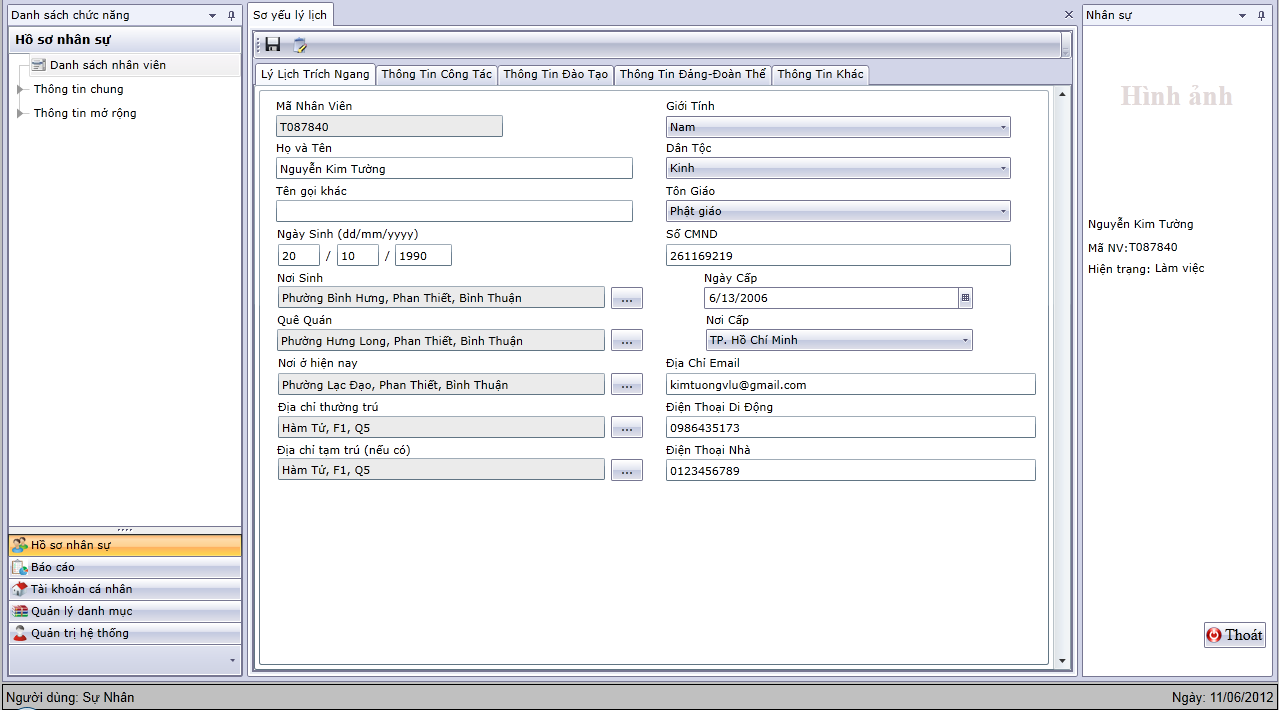 Danh sách chức năng
Hồ sơ nhân sự
Danh sách nhân viên
Thông tin chung
Thông tin mở rộng
Hồ sơ nhân sự
Báo cáo
Tài khoản cá nhân
Quản lý danh mục
Quản trị hệ thống
Sơ yếu lý lịch
Lý Lịch Trích Ngang
Thông Tin Công Tác
Thông Tin Đào Tạo
Thông Tin Đảng-Đoàn Thể
Thông Tin Khác
Mã Nhân Viên
T087840
Họ và Tên
Nguyễn Kim Tường
Tên gọi khác
Ngày Sinh (dd/mm/yyyy)
20 / 10 / 1990
Nơi Sinh
Phường Bình Hưng, Phan Thiết, Bình Thuận ...
Quê Quán
Phường Hưng Long, Phan Thiết, Bình Thuận ...
Nơi ở hiện nay
Phường Lạc Đạo, Phan Thiết, Bình Thuận ...
Địa chỉ thường trú
Hàm Tử, F1, Q5 ...
Địa chỉ tạm trú (nếu có)
Hàm Tử, F1, Q5 ...
Giới Tính
Nam
Dân Tộc
Kinh
Tôn Giáo
Phật giáo
Số CMND
261169219
Ngày Cấp
6/13/2006
Nơi Cấp
TP. Hồ Chí Minh
Địa Chỉ Email
kimtuongvlu@gmail.com
Điện Thoại Di Động
0986435173
Điện Thoại Nhà
0123456789
Nhân sự
Hình ảnh
Nguyễn Kim Tường
Mã NV:T087840
Hiện trạng: Làm việc
Thoát
Người dùng: Sự Nhân
Ngày: 11/06/2012